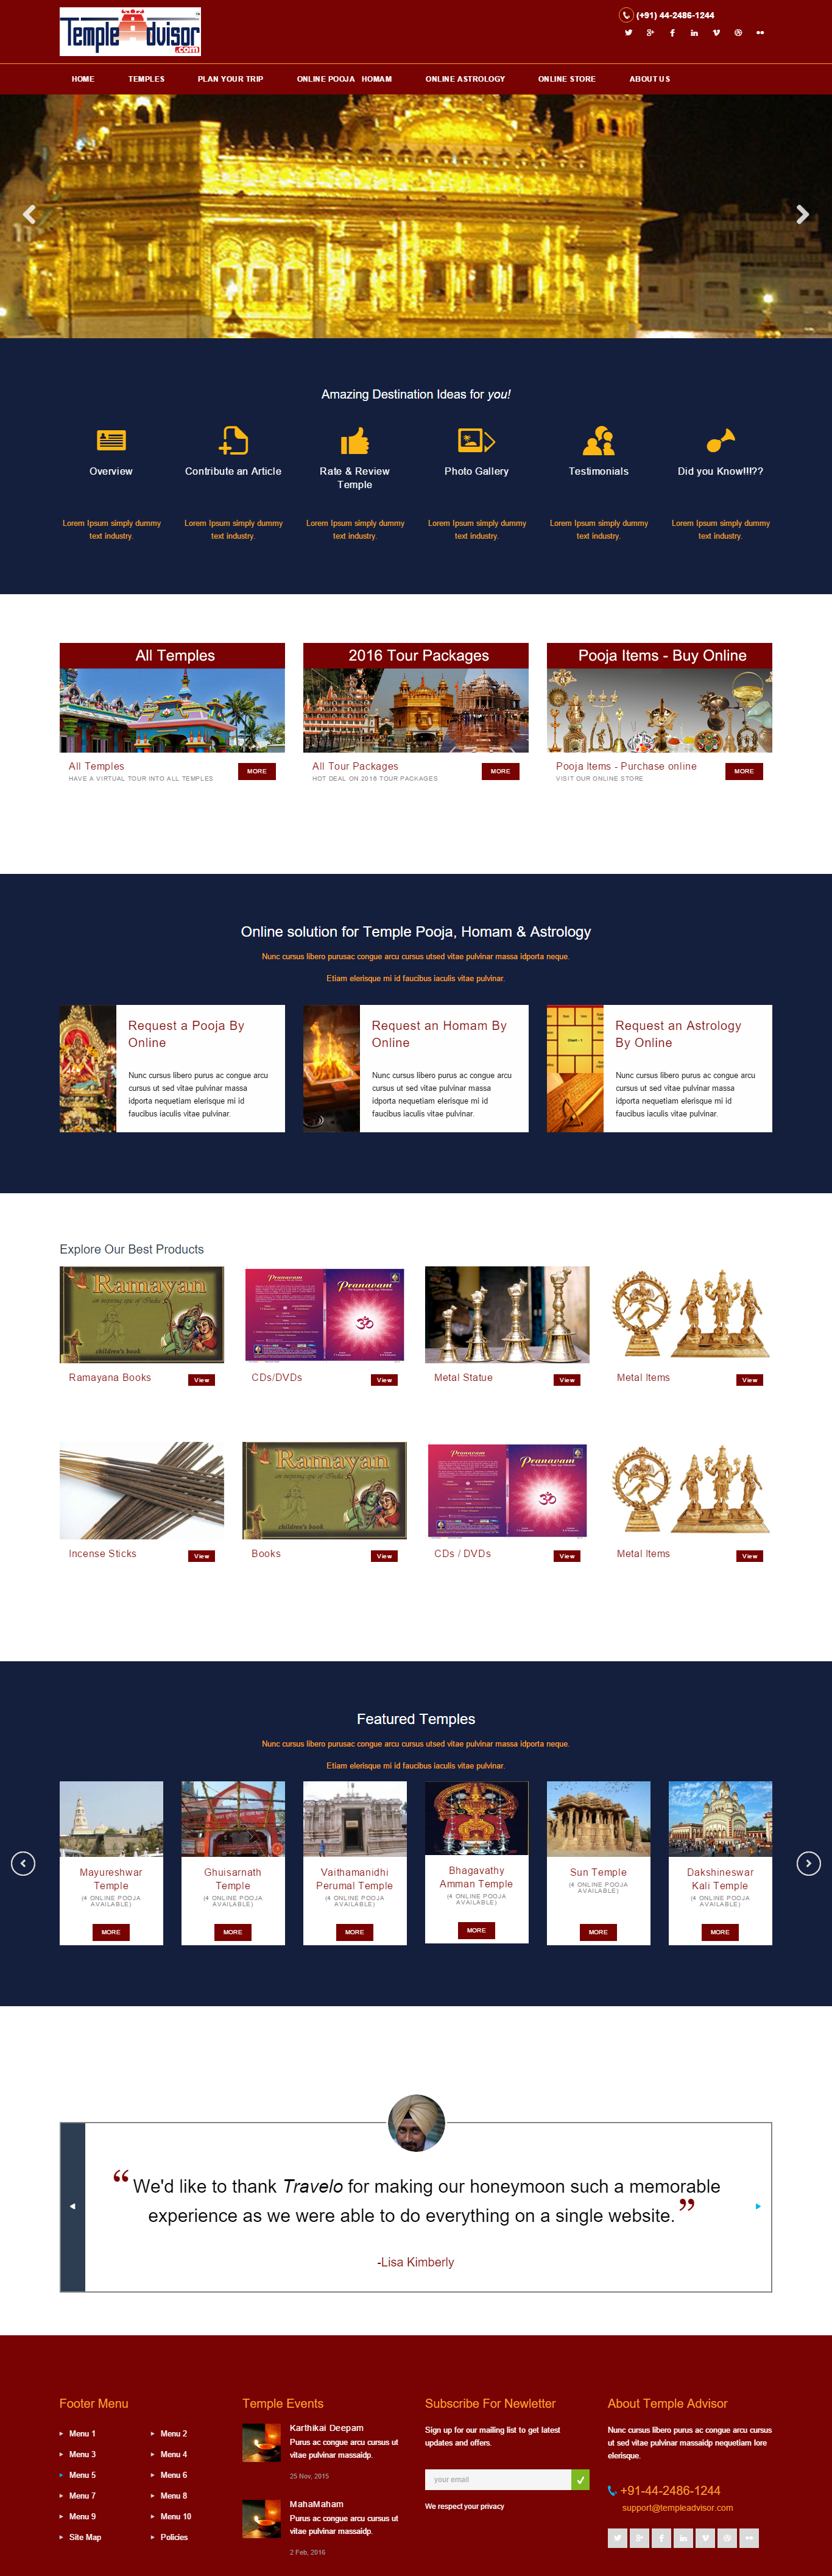 Temple Advisor
.com
(+91) 44-2486-1244
HOME TEMPLES PLAN YOUR TRIP ONLINE POOJA HOMAM ONLINE ASTROLOGY ONLINE STORE ABOUT US
Amazing Destination Ideas for you!
Overview Contribute an Article Rate & Review Photo Gallery Testimonials Did you Know!!!??
Temple
Lorem Ipsum simply dummy Lorem Ipsum simply dummy Lorem Ipsum simply dummy Lorem Ipsum simply dummy Lorem Ipsum simply dummy Lorem Ipsum simply dummy
text industry. text industry. text industry. text industry. text industry. text industry.
All Temples 2016 Tour Packages Pooja Items - Buy Online
All Temples MORE All Tour Packages MORE Pooja Items - Purchase online MORE
HAVE A VIRTUAL TOUR INTO ALL TEMPLES HOT DEAL ON 2016 TOUR PACKAGES VISIT OUR ONLINE STORE
Online solution for Temple Pooja, Homam & Astrology
Nunc cursus libero purusac congue arcu cursus utsed vitae pulvinar massa idporta neque.
Etiam elerisque mi id faucibus iaculis vitae pulvinar.
Request a Pooja By
Online
Nunc cursus libero purus ac congue arcu
cursus ut sed vitae pulvinar massa
idporta nequetiam elerisque mi id
faucibus iaculis vitae pulvinar.
Request an Homam By
Online
Nunc cursus libero purus ac congue arcu
cursus ut sed vitae pulvinar massa
idporta nequetiam elerisque mi id
faucibus iaculis vitae pulvinar.
Request an Astrology
By Online
Nunc cursus libero purus ac congue arcu
cursus ut sed vitae pulvinar massa
idporta nequetiam elerisque mi id
faucibus iaculis vitae pulvinar.
Explore Our Best Products
Ramayan
an inspiring epic of India
children's book
Pranavam Pranavam
ॐ
Ramayana Books View CDs/DVDs View Metal Statue View Metal Items View
Ramayan
an inspiring epic of India
children's book
Pranavam Pranavam
ॐ
Incense Sticks View Books View CDs / DVDs View Metal Items View
Featured Temples
Nunc cursus libero purusac congue arcu cursus utsed vitae pulvinar massa idporta neque.
Etiam elerisque mi id faucibus iaculis vitae pulvinar.
Mayureshwar
Temple
(4 ONLINE POOJA
AVAILABLE)
MORE
Ghuisarnath
Temple
(4 ONLINE POOJA
AVAILABLE)
MORE
Vaithamanidhi
Perumal Temple
(4 ONLINE POOJA
AVAILABLE)
MORE
Bhagavathy
Amman Temple
(4 ONLINE POOJA
AVAILABLE)
MORE
Sun Temple
(4 ONLINE POOJA
AVAILABLE)
MORE
Dakshineswar
Kali Temple
(4 ONLINE POOJA
AVAILABLE)
MORE
“ We'd like to thank Travelo for making our honeymoon such a memorable
experience as we were able to do everything on a single website. ”
-Lisa Kimberly
Footer Menu
Menu 1 Menu 2
Menu 3 Menu 4
Menu 5 Menu 6
Menu 7 Menu 8
Menu 9 Menu 10
Site Map Policies
Temple Events
Karthikai Deepam
Purus ac congue arcu cursus ut
vitae pulvinar massaidp.
25 Nov, 2015
MahaMaham
Purus ac congue arcu cursus ut
vitae pulvinar massaidp.
2 Feb, 2016
Subscribe For Newletter
Sign up for our mailing list to get latest
updates and offers.
your email
We respect your privacy
About Temple Advisor
Nunc cursus libero purus ac congue arcu cursus
ut sed vitae pulvinar massaidp nequetiam lore
elerisque.
+91-44-2486-1244
support@templeadvisor.com